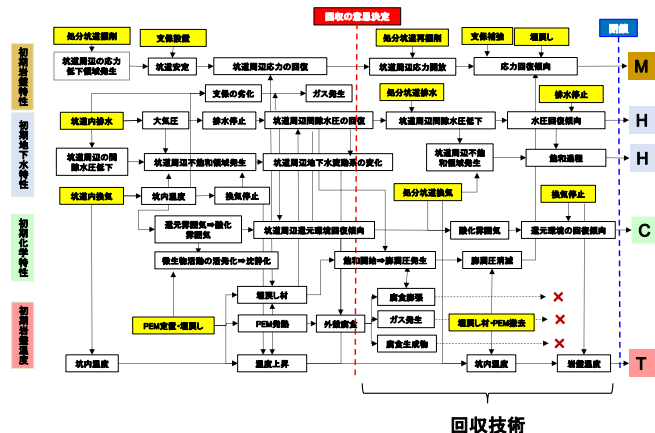 回収の意思決定
処分坑道掘削
支保設置
処分坑道再掘削
支保補強
埋戻し
閉鎖
初期岩盤特性
坑道周辺の応力
低下領域発生
坑道安定
坑道周辺応力の回復
坑道周辺応力開放
応力回復傾向
M
支保の劣化
ガス発生
処分坑道排水
排水停止
初期地下水特性
坑道内排水
大気圧
排水停止
坑道周辺間隙水圧の回復
坑道周辺間隙水圧低下
水圧回復傾向
H
坑道周辺の間
隙水圧低下
坑道周辺不飽和領域発生
坑道周辺地下水流動系の変化
坑道周辺不飽
和領域発生
飽和過程
H
坑道内換気
坑内湿度
換気停止
処分坑道換気
換気停止
初期化学特性
還元雰囲気⇒酸化
雰囲気
坑道周辺還元環境回復傾向
酸化雰囲気
還元環境の回復傾向
C
微生物活動の活発化⇒沈静化
飽和開始⇒膨潤圧発生
膨潤圧消滅
埋戻し材
腐食膨張
初期岩盤温度
PEM定置・埋戻し
PEM発熱
外殻腐食
ガス発生
埋戻し材・PEM撤去
腐食生成物
坑内温度
温度上昇
坑内温度
岩盤温度
T
回収技術